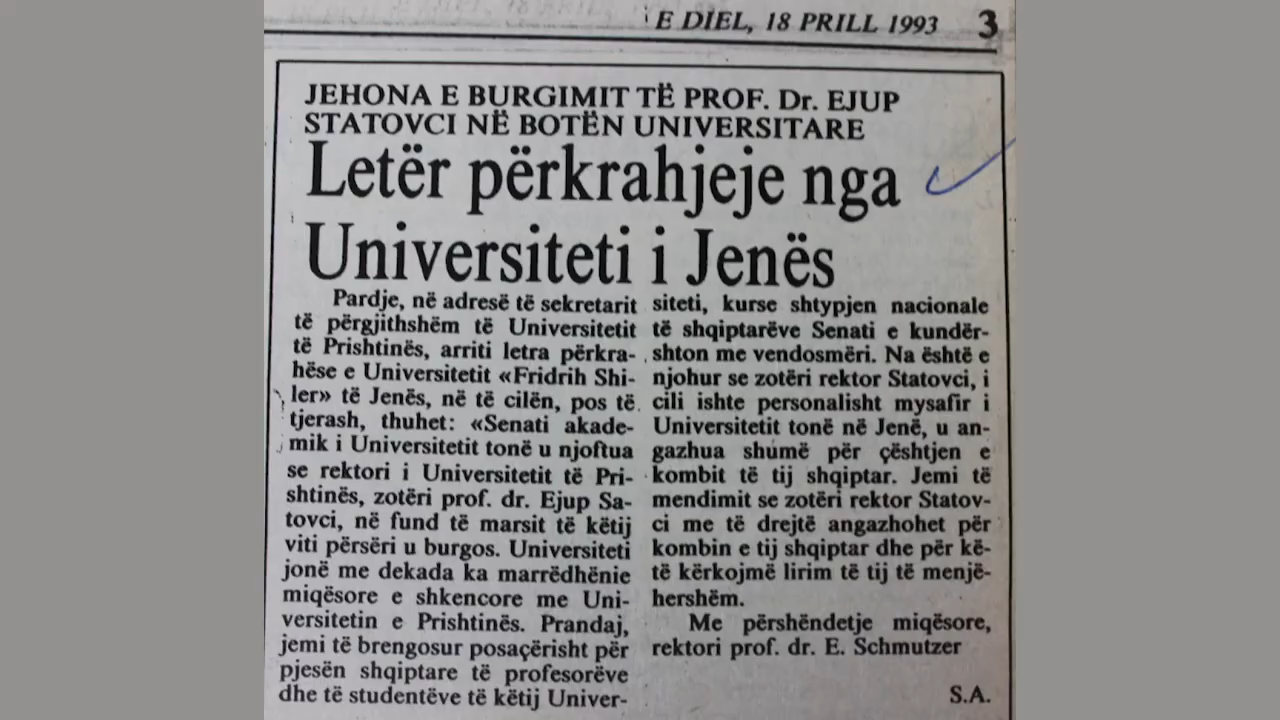 E DIEL, 18 PRILL 1993 3
JEHONA E BURGIMIT TË PROF. Dr. EJUP
STATOVCI NË BOTËN UNIVERSITARE
Letër përkrahjeje nga
Universiteti i Jenës
Pardje, në adresë të sekretarit
të përgjithshëm të Universitetit
të Prishtinës, arriti letra përkra-
hëse e Universitetit «Fridrih Shi-
ler» të Jenës, në të cilën, pos të
tjerash, thuhet: «Senati akade-
mik i Universitetit tonë u njoftua
se rektori i Universitetit të Pri-
shtinës, zotëri prof. dr. Ejup Sa-
tovci, në fund të marsit të këtij
viti përsëri u burgos. Universiteti
jonë me dekada ka marrëdhënie
miqësore e shkencore me Uni-
versitetin e Prishtinës. Prandaj,
jemi të brengosur posaçërisht për
pjesën shqiptare të profesorëve
dhe të studentëve të këtij Univer-
siteti, kurse shtypjen nacionale
të shqiptarëve Senati e kundër-
shton me vendosmëri. Na është e
njohur se zotëri rektor Statovci, i
cili ishte personalisht mysafir i
Universitetit tonë në Jenë, u an-
gazhua shumë për çështjen e
kombit të tij shqiptar. Jemi të
mendimit se zotëri rektor Statov-
ci me të drejtë angazhohet për
kombin e tij shqiptar dhe për kë-
të kërkojmë lirim të tij të menjë-
hershëm.
Me përshëndetje miqësore,
rektori prof. dr. E. Schmutzer
S.A.